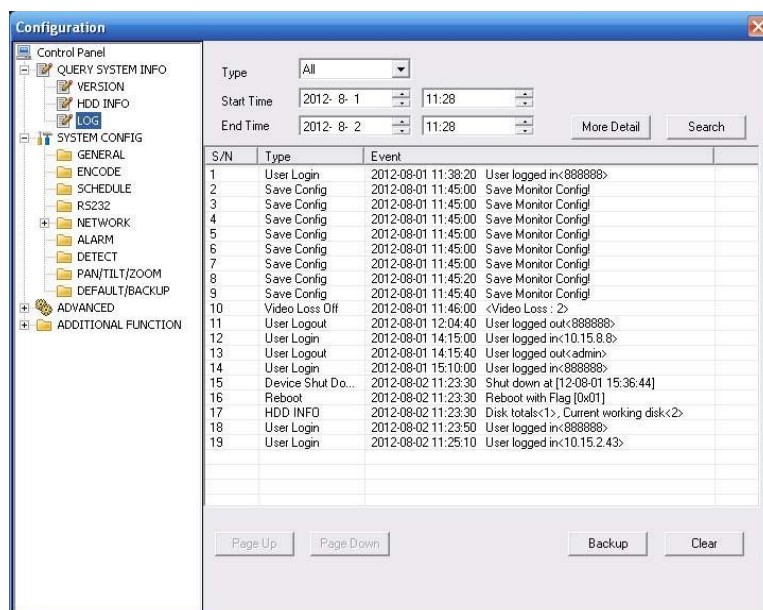 Configuration
Control Panel
QUERY SYSTEM INFO
VERSION
HDD INFO
LOG
SYSTEM CONFIG
GENERAL
ENCODE
SCHEDULE
RS232
NETWORK
ALARM
DETECT
PAN/TILT/ZOOM
DEFAULT/BACKUP
ADVANCED
ADDITIONAL FUNCTION
Type All
Start Time 2012- 8- 1 11:28
End Time 2012- 8- 2 11:28 More Detail Search
S/N Type Event
1 User Login 2012-08-01 11:38:20 User logged in<888888>
2 Save Config 2012-08-01 11:45:00 Save Monitor Config!
3 Save Config 2012-08-01 11:45:00 Save Monitor Config!
4 Save Config 2012-08-01 11:45:00 Save Monitor Config!
5 Save Config 2012-08-01 11:45:00 Save Monitor Config!
6 Save Config 2012-08-01 11:45:00 Save Monitor Config!
7 Save Config 2012-08-01 11:45:00 Save Monitor Config!
8 Save Config 2012-08-01 11:45:20 Save Monitor Config!
9 Save Config 2012-08-01 11:45:40 Save Monitor Config!
10 Video Loss Off 2012-08-01 11:46:00 <Video Loss : 2>
11 User Logout 2012-08-01 12:04:40 User logged out<888888>
12 User Login 2012-08-01 14:15:00 User logged in<10.15.8.8>
13 User Logout 2012-08-01 14:15:40 User logged out<admin>
14 User Login 2012-08-01 15:10:00 User logged in<888888>
15 Device Shut Do... 2012-08-02 11:23:30 Shut down at [12-08-01 15:36:44]
16 Reboot 2012-08-02 11:23:30 Reboot with Flag [0x01]
17 HDD INFO 2012-08-02 11:23:30 Disk totals<1>, Current working disk<2>
18 User Login 2012-08-02 11:23:50 User logged in<888888>
19 User Login 2012-08-02 11:25:10 User logged in<10.15.2.43>
Page Up Page Down Backup Clear